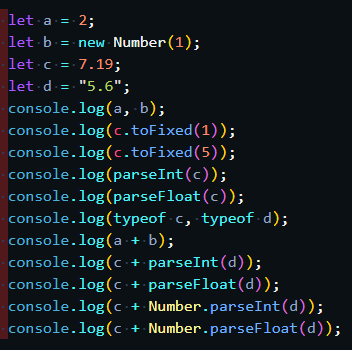 let a = 2;
let b = new Number(1);
let c = 7.19;
let d = "5.6";
console.log(a, b);
console.log(c.toFixed(1));
console.log(c.toFixed(5));
console.log(parseInt(c));
console.log(parseFloat(c));
console.log(typeof c, typeof d);
console.log(a + b);
console.log(c + parseInt(d));
console.log(c + parseFloat(d));
console.log(c + Number.parseInt(d));
console.log(c + Number.parseFloat(d));